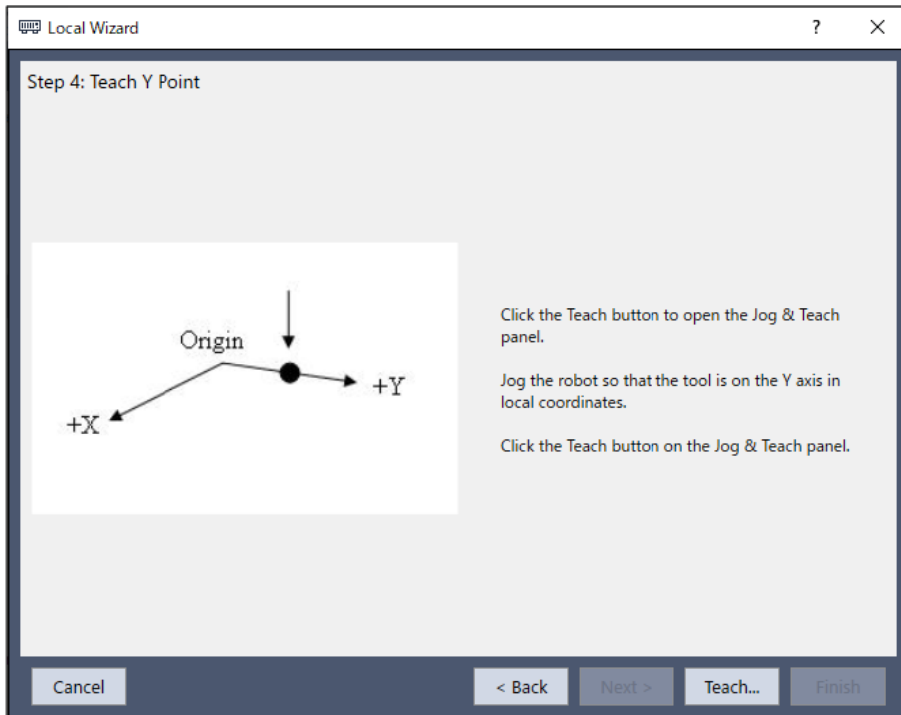 Local Wizard
?
Step 4: Teach Y Point
Origin
+Y
+X
Click the Teach button to open the Jog & Teach
panel.
Jog the robot so that the tool is on the Y axis in
local coordinates.
Click the Teach button on the Jog & Teach panel.
Cancel
< Back
Next >
Teach...
Finish